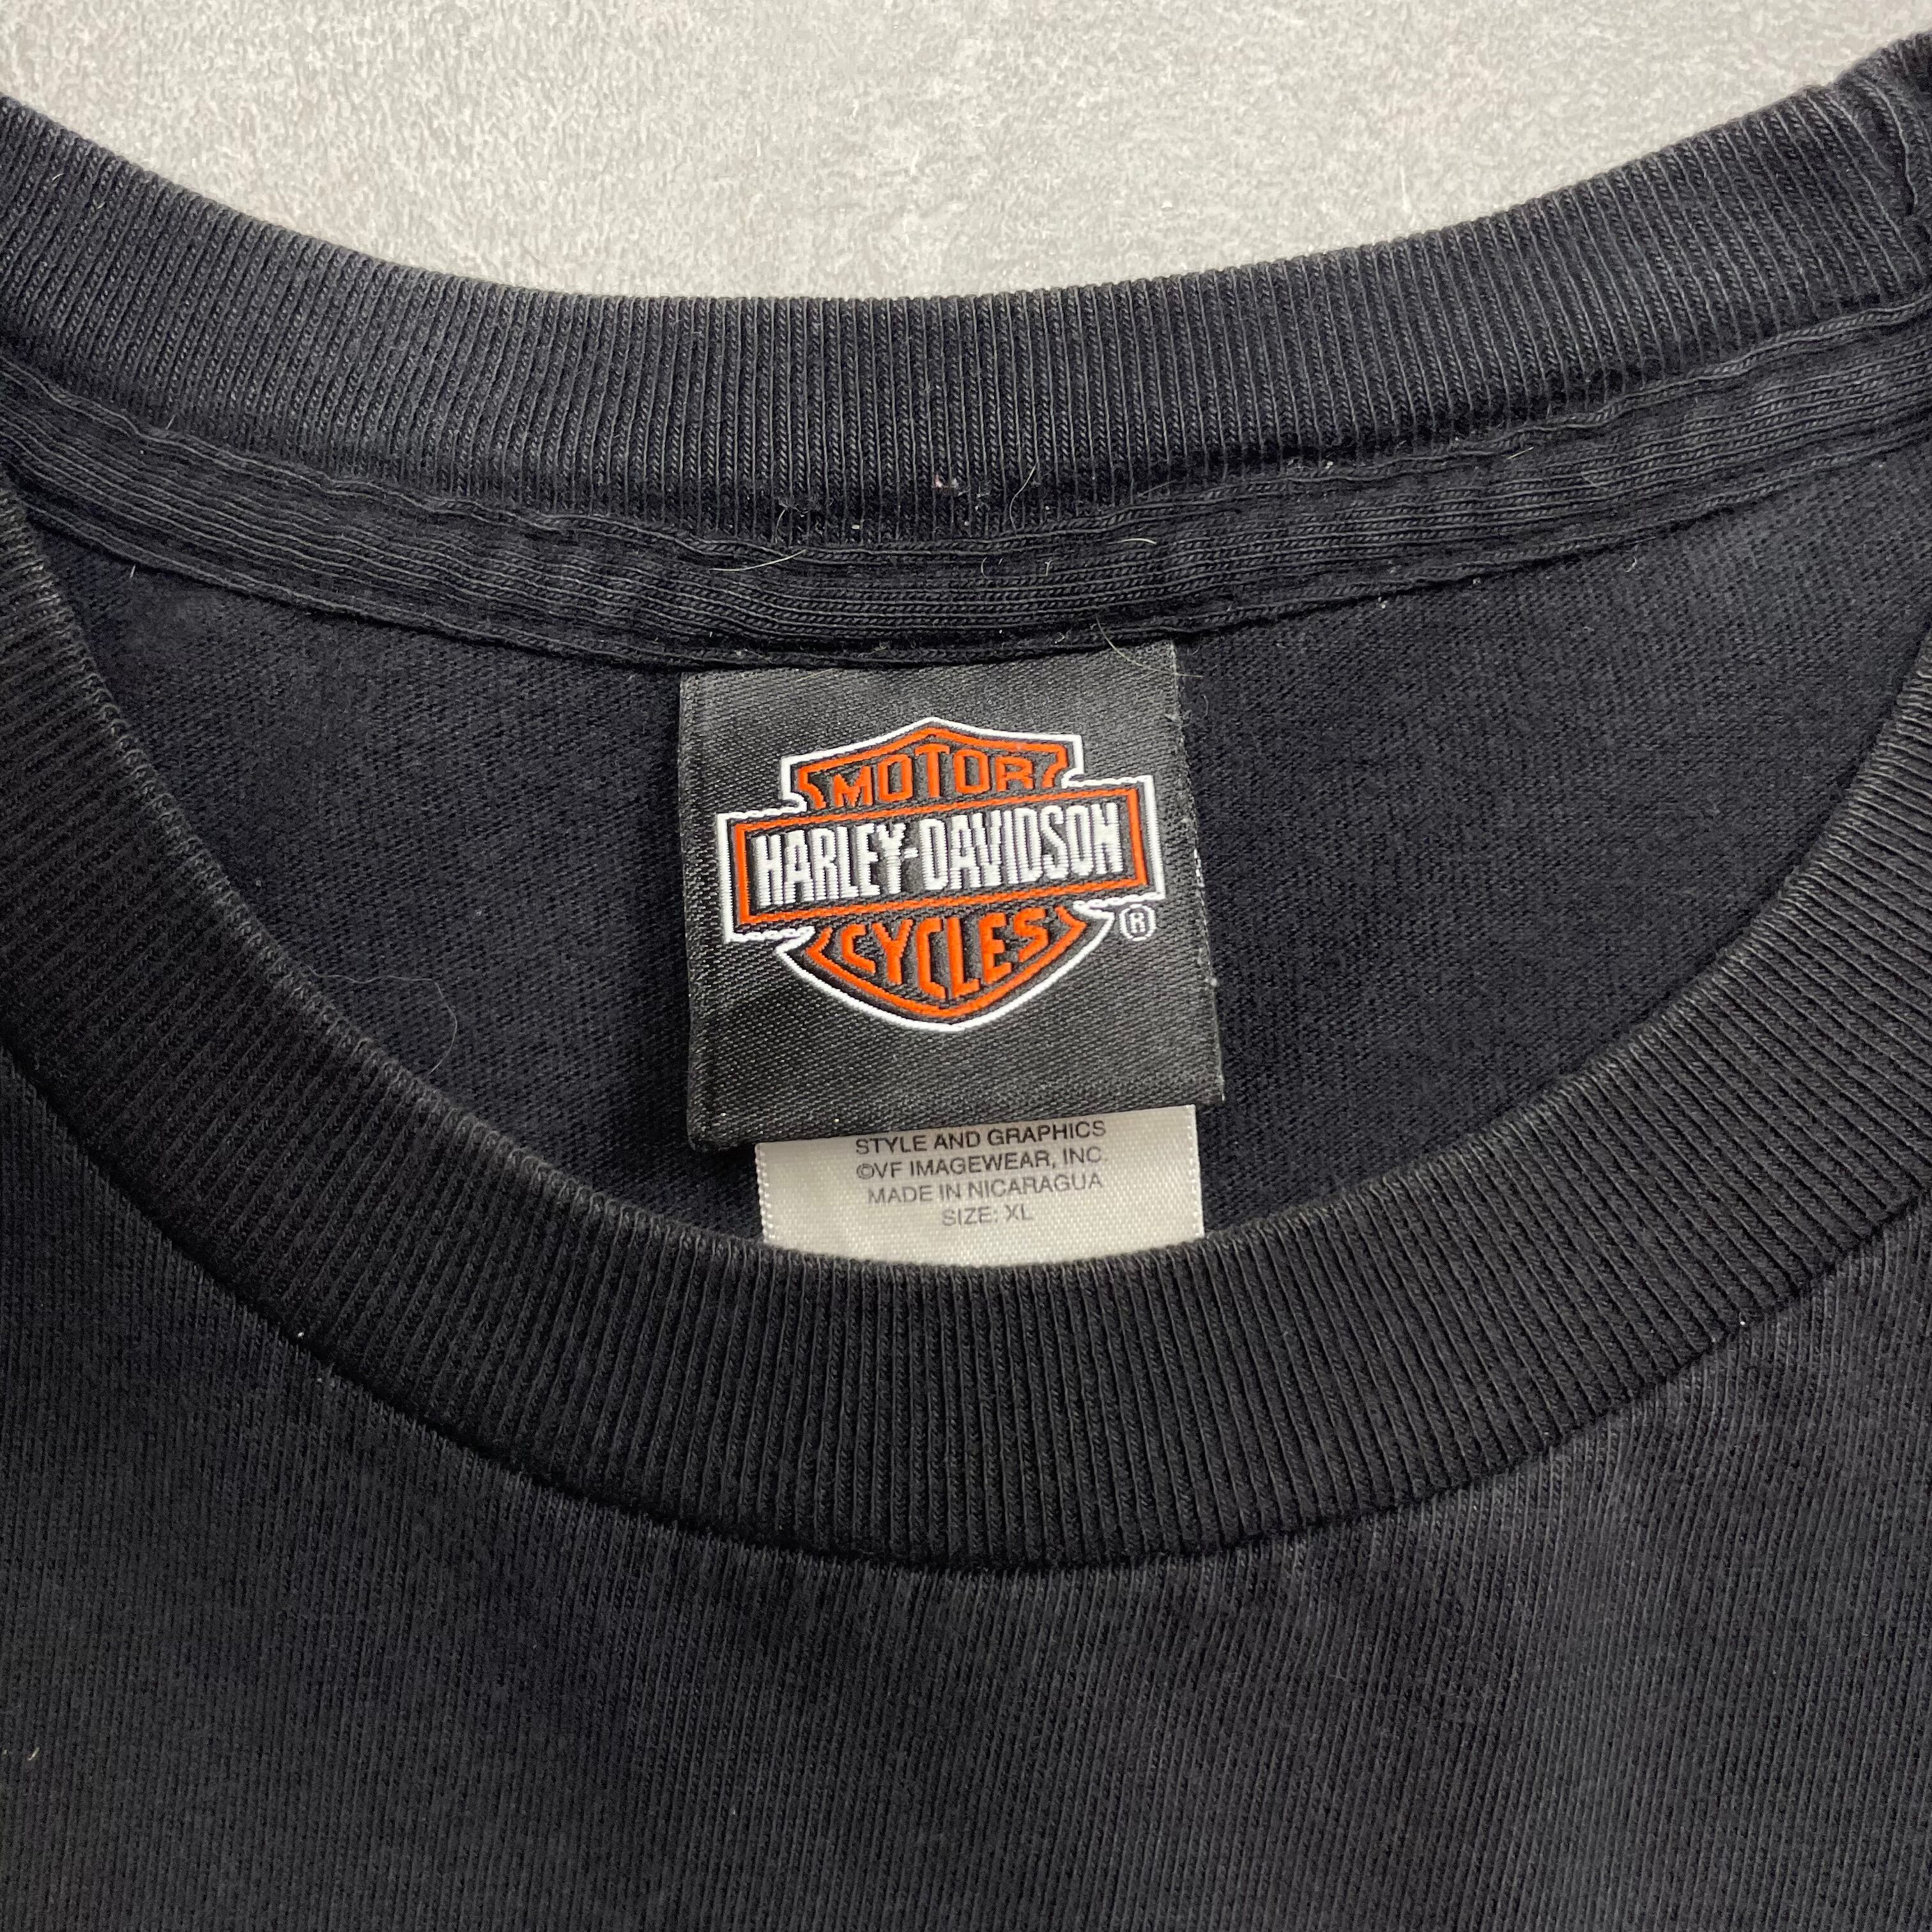 MOTOR
HARLEY-DAVIDSON
CYCLES
®
STYLE AND GRAPHICS
©VF IMAGEWEAR, INC.
MADE IN NICARAGUA
SIZE: XL